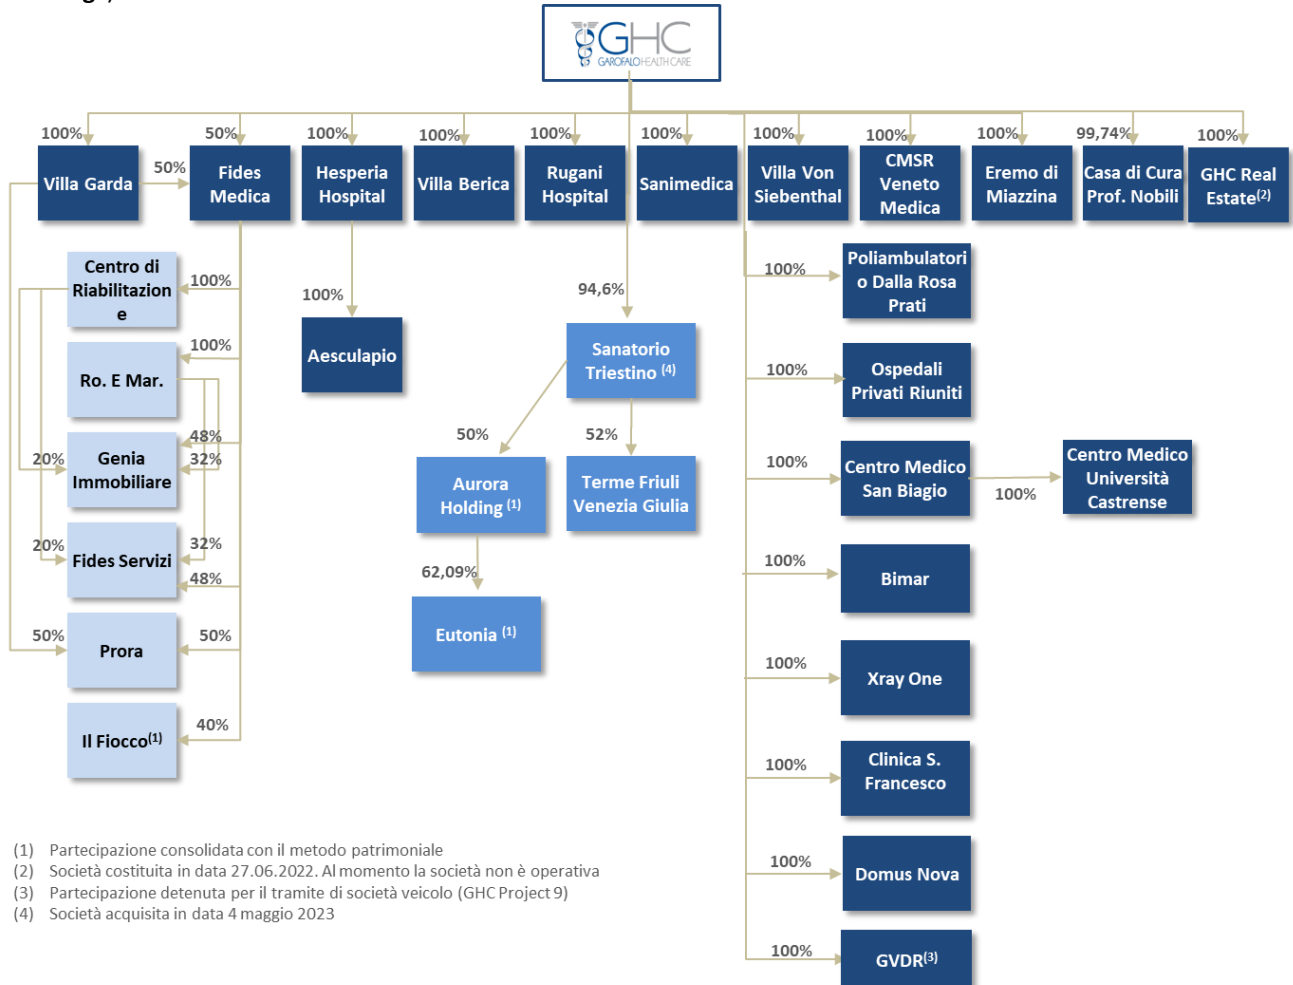 GHC
GAROFALO HEALTH CARE
100%
50%
100%
100%
100%
100%
100%
100%
100%
99,74%
100%
Villa Garda
50%
Fides
Medica
Hesperia
Hospital
Villa Berica
Rugani
Hospital
Sanimedica
Villa Von
Siebenthal
CMSR
Veneto
Medica
Eremo di
Miazzina
Casa di Cura
Prof. Nobili
GHC Real
Estate(2)
Centro di
Riabilitazion
e
100%
100%
Aesculapio
94,6%
Sanatorio
Triestino (4)
100%
Poliambulatori
o Dalla Rosa
Prati
Ro. E Mar.
100%
100%
Ospedali
Privati Riuniti
20%
Genia
Immobiliare
48%
32%
50%
52%
Aurora
Holding (1)
Terme Friuli
Venezia Giulia
100%
Centro Medico
San Biagio
100%
Centro Medico
Università
Castrense
20%
Fides Servizi
32%
48%
62,09%
Eutonia (1)
100%
Bimar
50%
Prora
50%
100%
Xray One
Il Fiocco(1)
40%
100%
Clinica S.
Francesco
100%
Domus Nova
100%
GVDR(3)
(1) Partecipazione consolidata con il metodo patrimoniale
(2) Società costituita in data 27.06.2022. Al momento la società non è operativa
(3) Partecipazione detenuta per il tramite di società veicolo (GHC Project 9)
(4) Società acquisita in data 4 maggio 2023